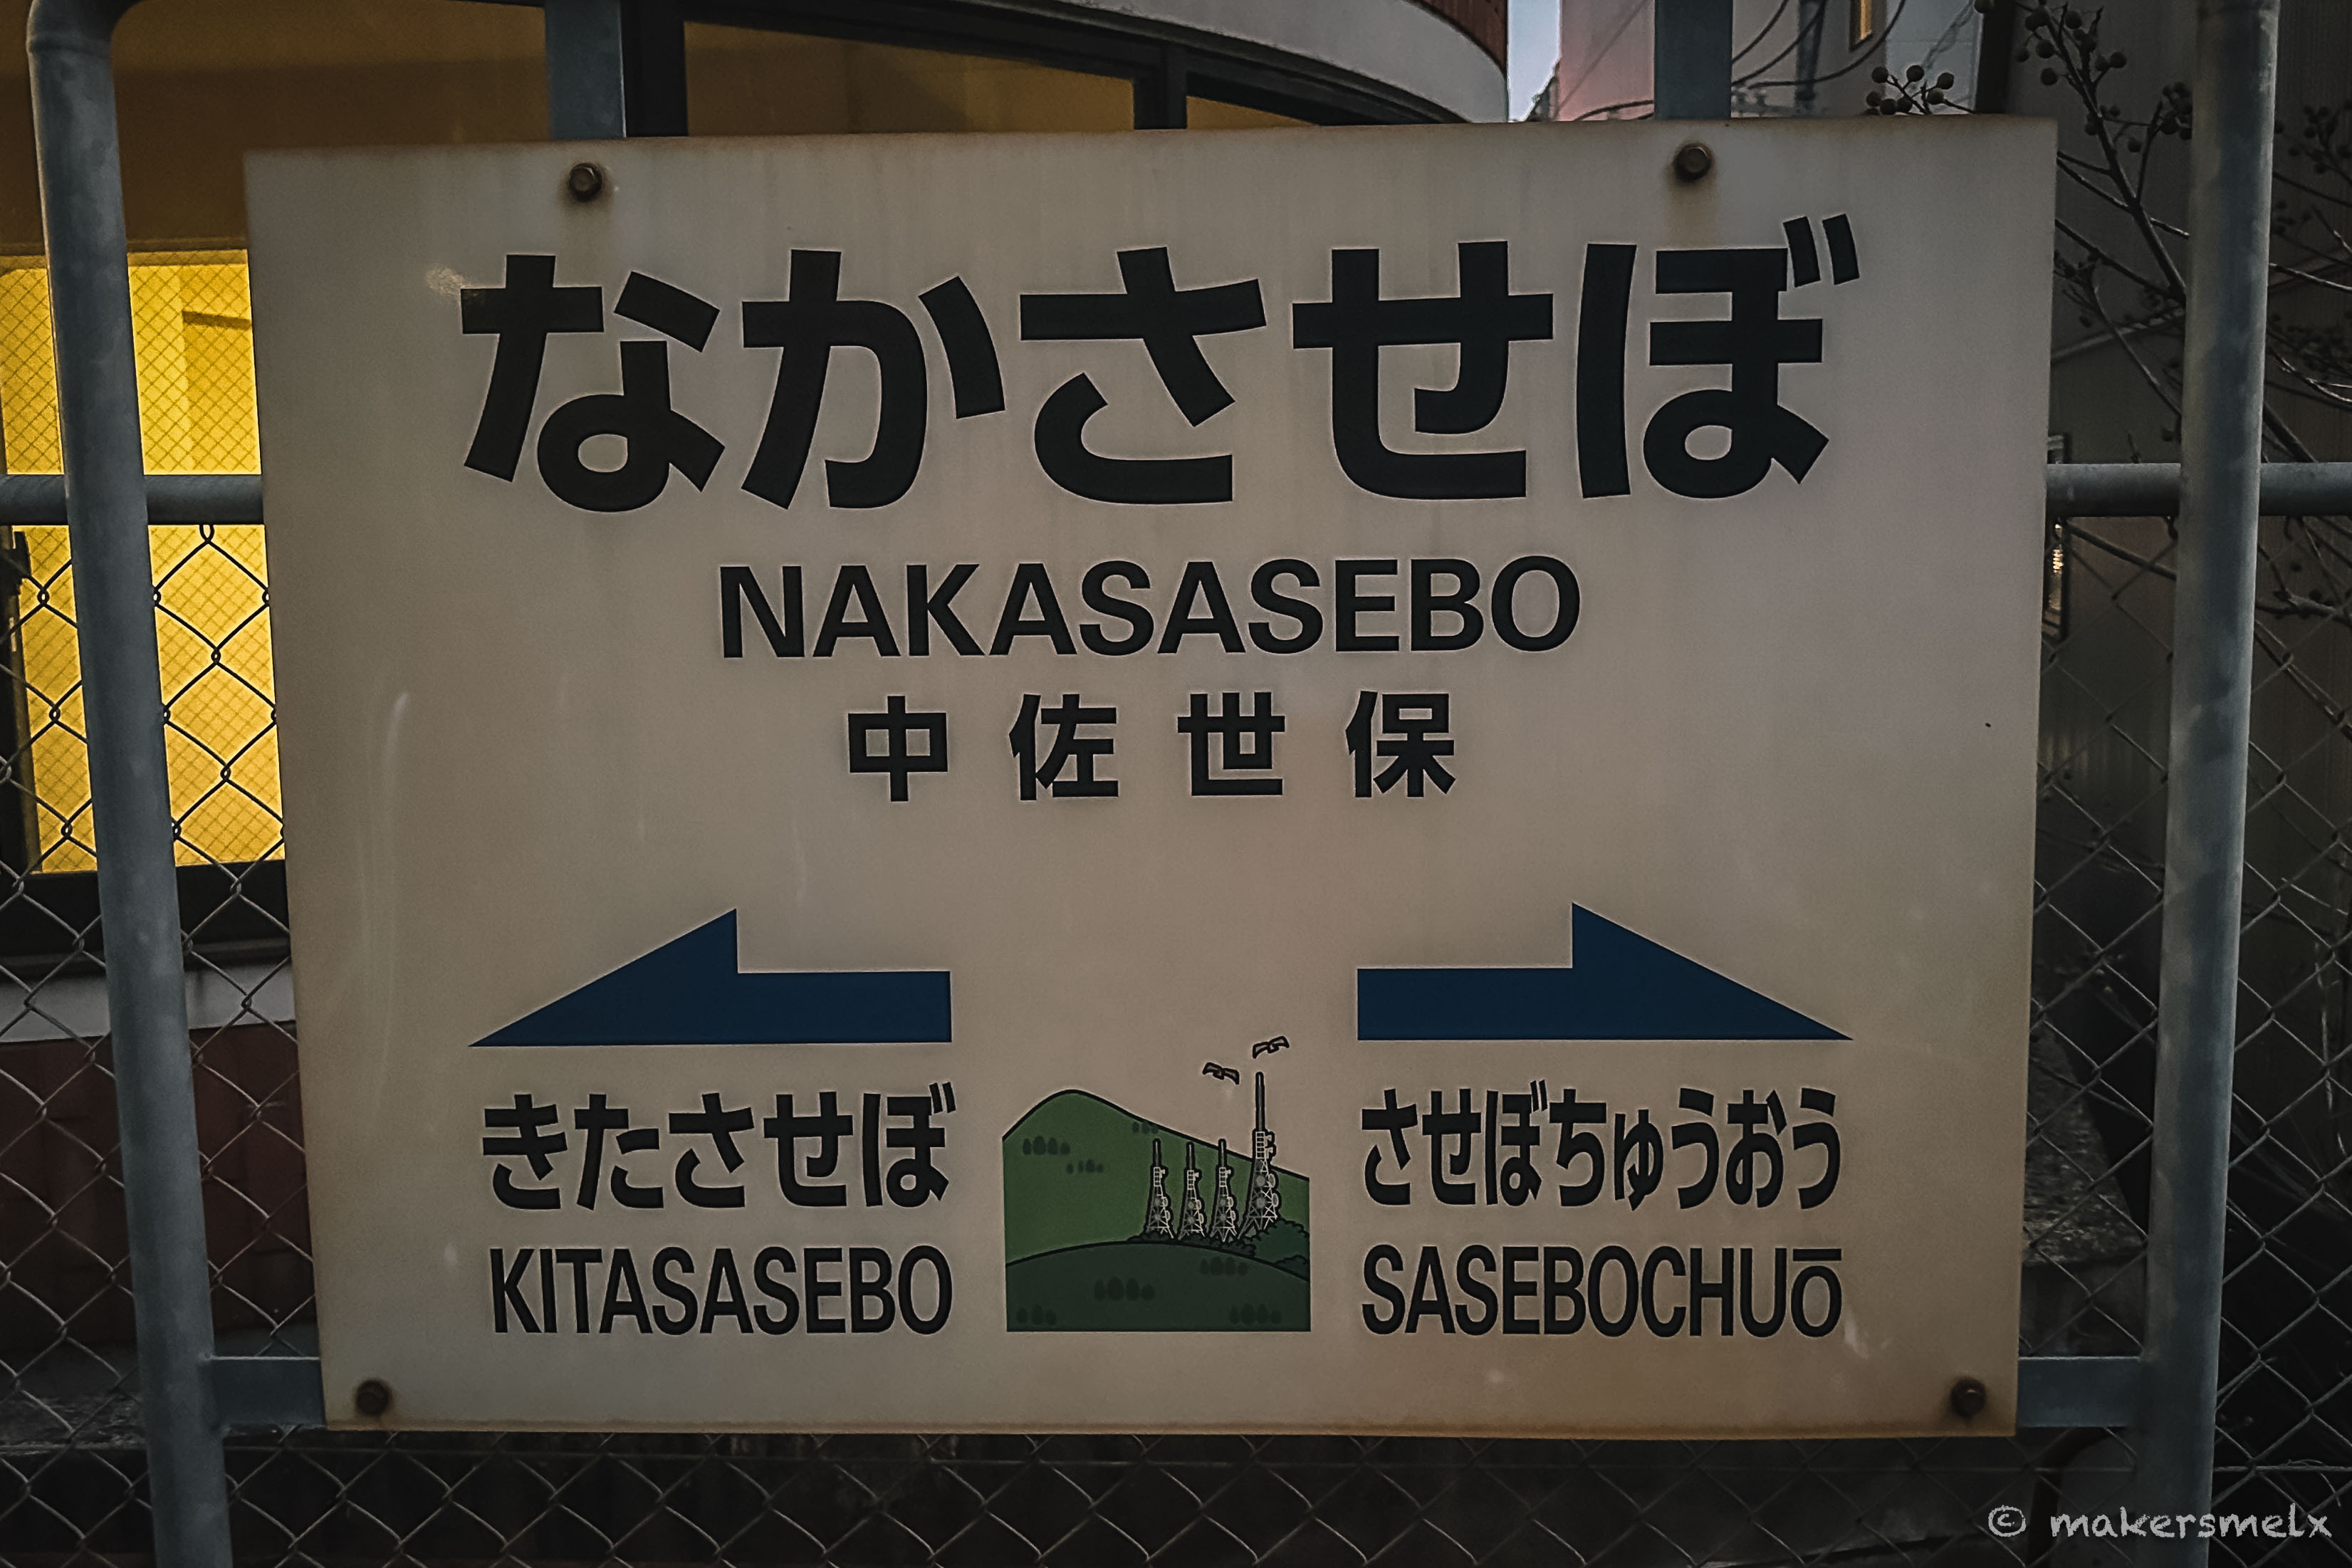 なかさせぼ
NAKASASEBO
中佐世保
きたさせぼ
KITASASEBO
させぼちゅうおう
SASEBOCHUŌ
© makersmelx